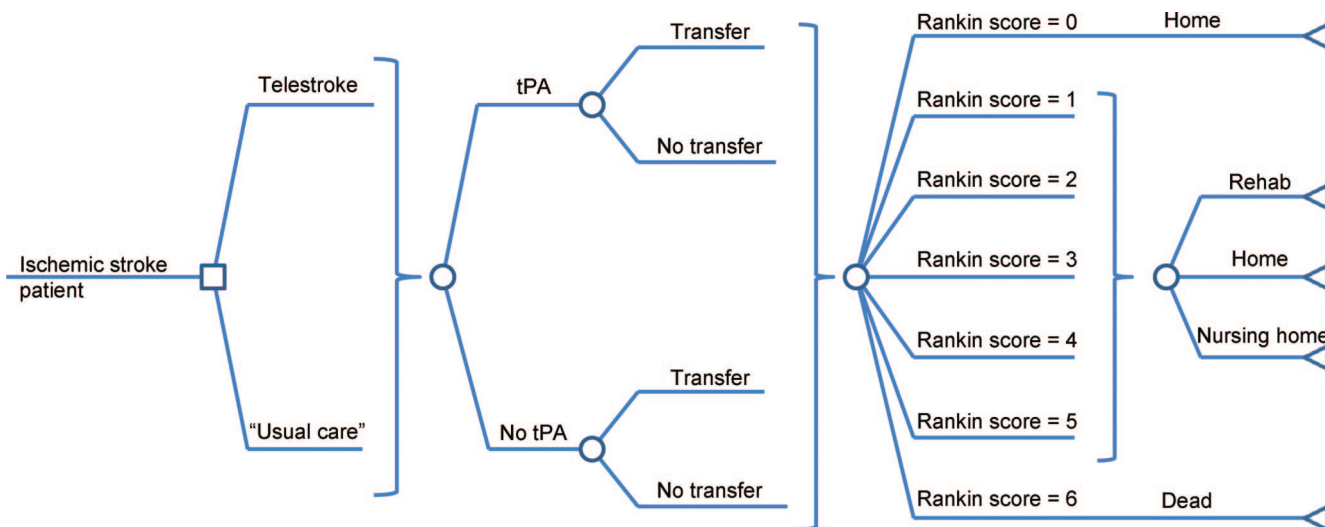 Ischemic stroke
patient
Telestroke
“Usual care”
tPA
No tPA
Transfer
No transfer
Transfer
No transfer
Rankin score = 0
Home
Rankin score = 1
Rankin score = 2
Rankin score = 3
Rankin score = 4
Rankin score = 5
Rankin score = 6
Dead
Rehab
Home
Nursing home